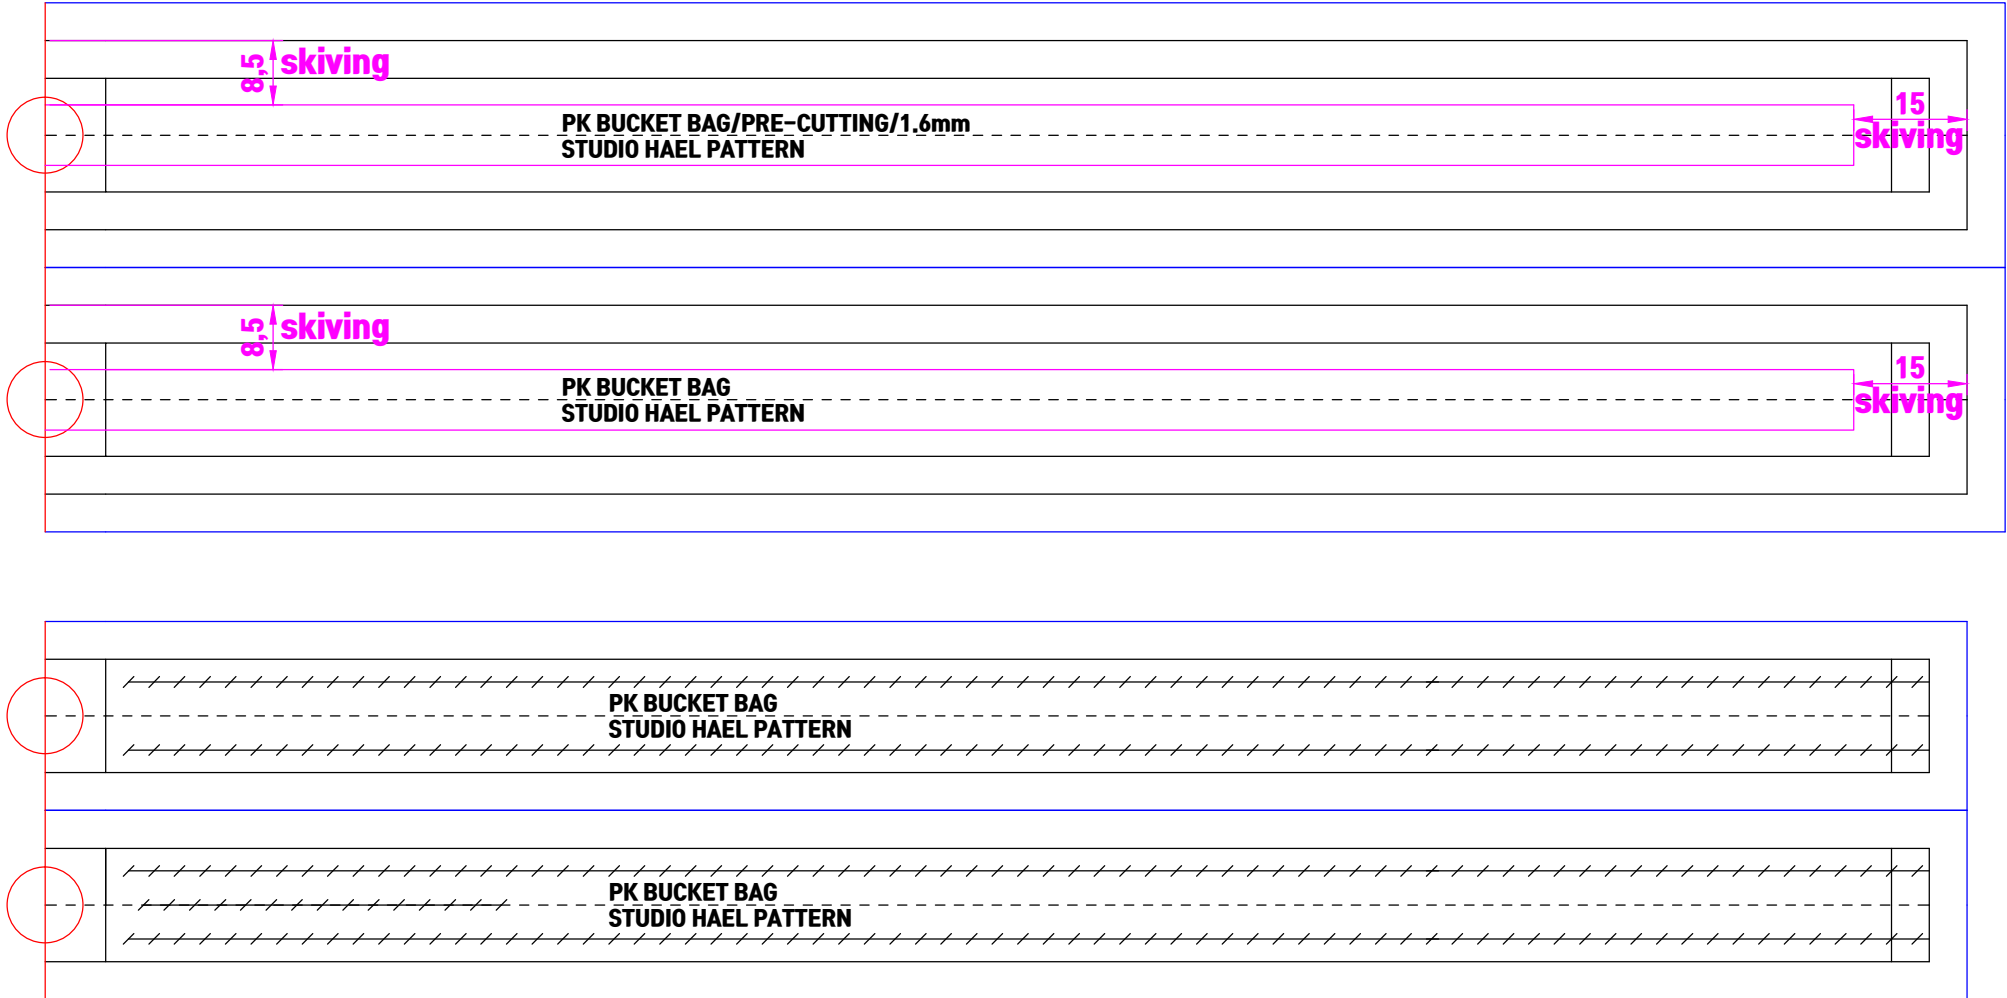 8,5
skiving
PK BUCKET BAG/PRE-CUTTING/1.6mm
STUDIO HAEL PATTERN
15
skiving
8,5
skiving
PK BUCKET BAG
STUDIO HAEL PATTERN
15
skiving
PK BUCKET BAG
STUDIO HAEL PATTERN
PK BUCKET BAG
STUDIO HAEL PATTERN